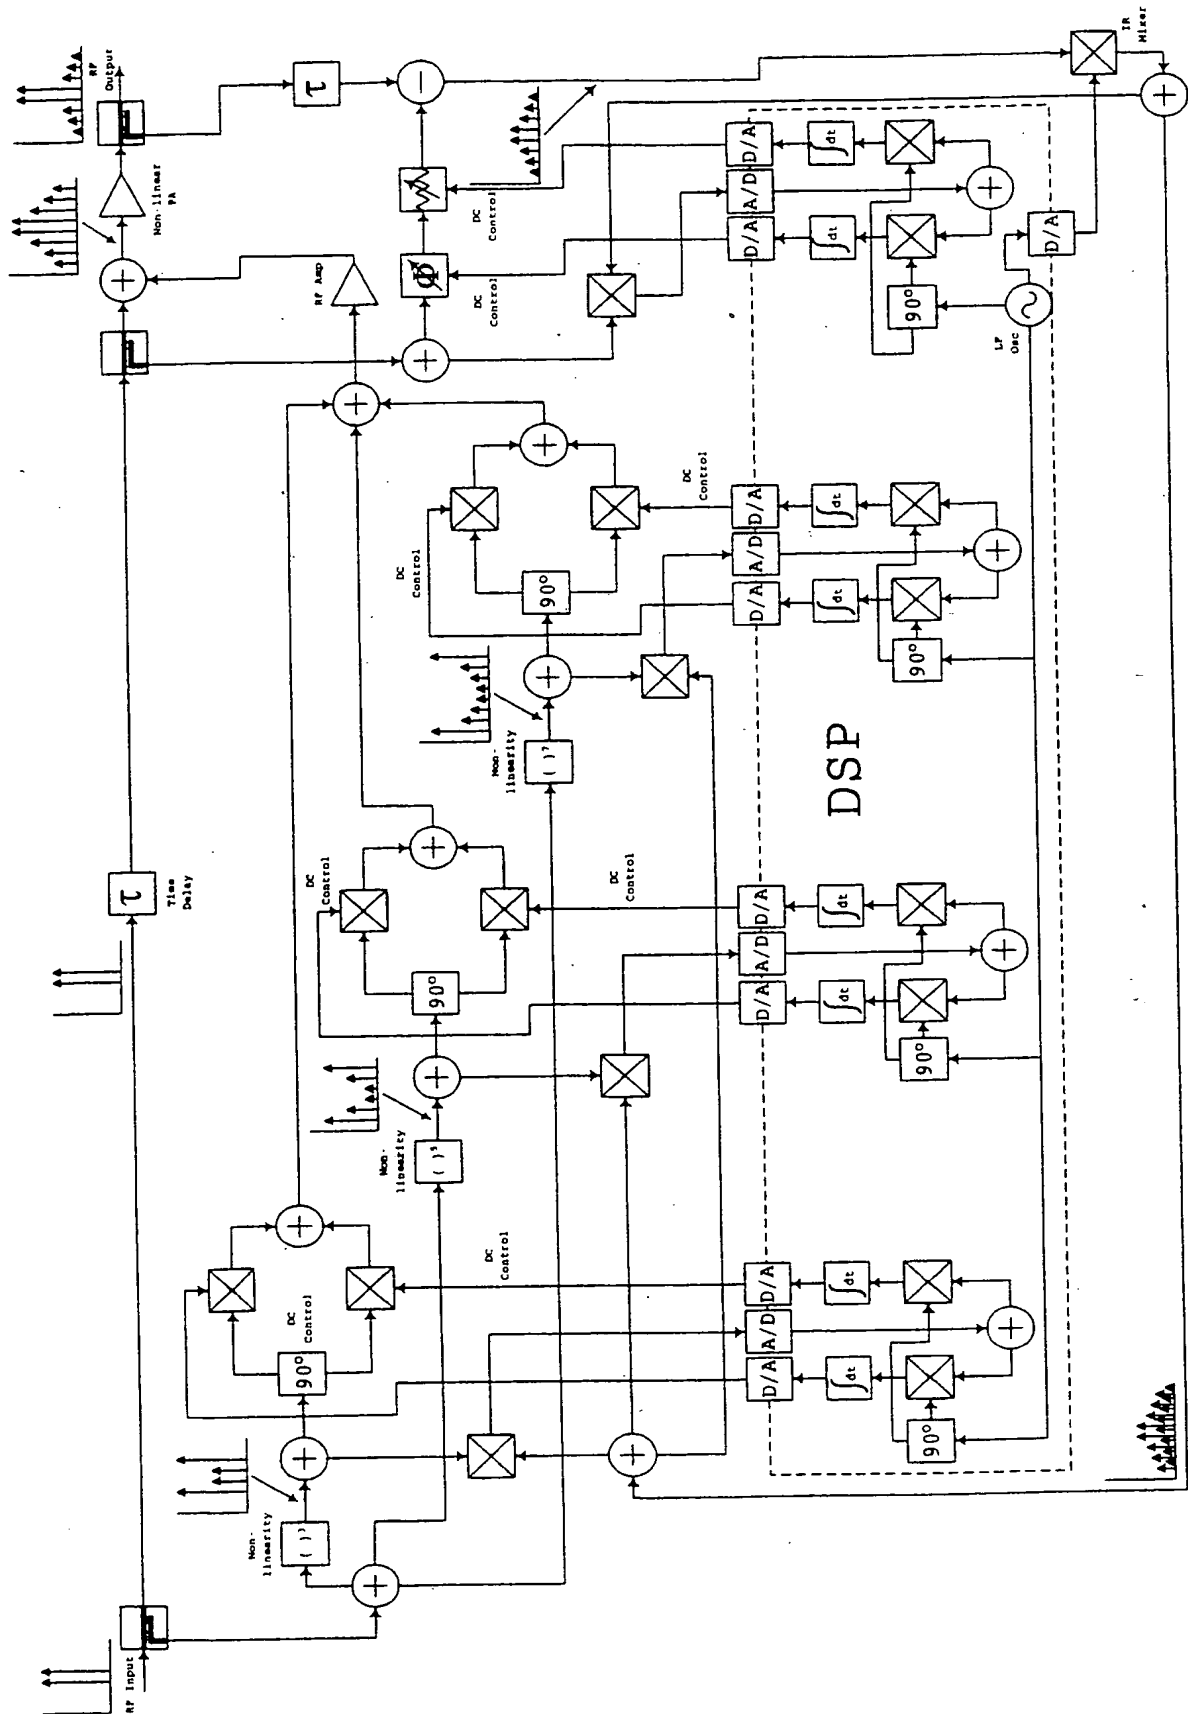 RF
Output
RF Input
τ
Time
Delay
Non-linear
PA
Non-
linearity
( )³
90°
DC
Control
RF Amp
τ
DC
Control
Non-
linearity
( )⁵
90°
Φ
−
DC
Control
DC
Control
DC
Control
Non-
linearity
( )⁷
90°
DC
Control
DC
Control
DC
Control
D/A
A/D
D/A
D/A
A/D
D/A
D/A
A/D
D/A
D/A
A/D
D/A
∫dt
∫dt
∫dt
∫dt
∫dt
∫dt
∫dt
∫dt
DSP
90°
90°
90°
90°
LF
Osc
D/A
IR
Mixer